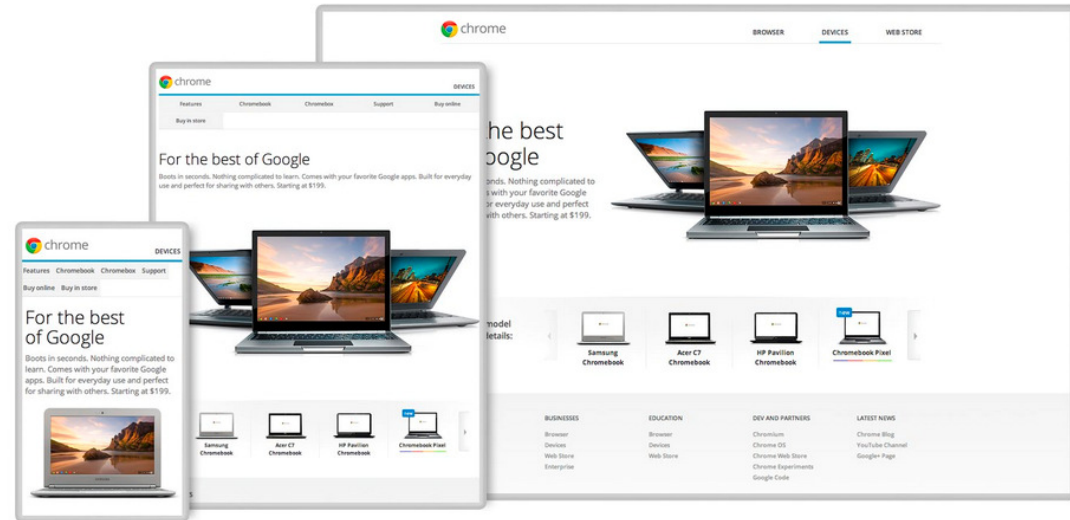 chrome
BROWSER DEVICES WEB STORE
the best
oogle
onds. Nothing complicated to
s with your favorite Google
or everyday use and perfect
with others. Starting at $199.
model
details:
new
Samsung
Chromebook
Acer C7
Chromebook
HP Pavilion
Chromebook
Chromebook Pixel
BUSINESSES
Browser
Devices
Web Store
Enterprise
EDUCATION
Browser
Devices
Web Store
DEV AND PARTNERS
Chromium
Chrome OS
Chrome Web Store
Chrome Experiments
Google Code
LATEST NEWS
Chrome Blog
YouTube Channel
Google+ Page
chrome
DEVICES
Features Chromebook Chromebox Support Buy online
Buy in store
For the best of Google
Boots in seconds. Nothing complicated to learn. Comes with your favorite Google apps. Built for everyday
use and perfect for sharing with others. Starting at $199.
new
Samsung
Chromebook
Acer C7
Chromebook
HP Pavilion
Chromebook
Chromebook Pixel
chrome
DEVICES
Features Chromebook Chromebox Support
Buy online Buy in store
For the best
of Google
Boots in seconds. Nothing complicated to
learn. Comes with your favorite Google
apps. Built for everyday use and perfect
for sharing with others. Starting at $199.